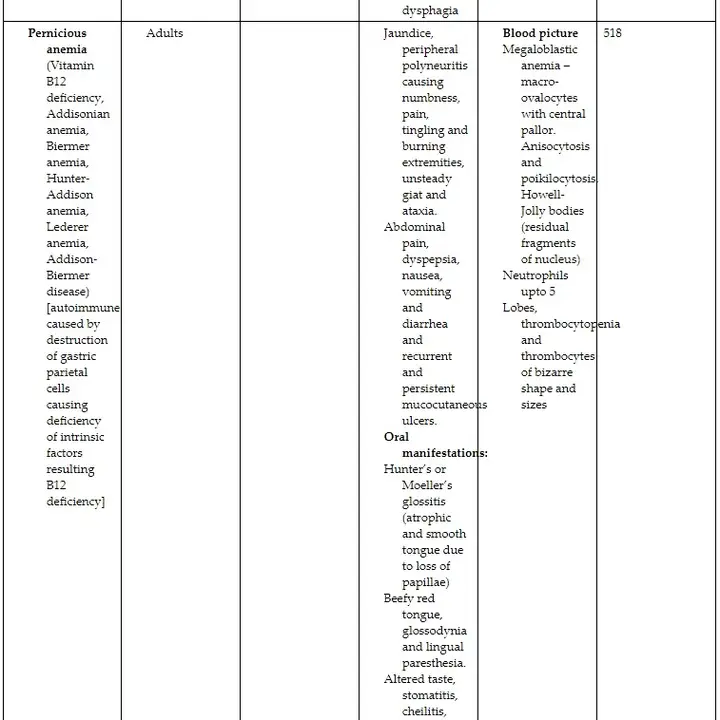 dysphagia
Pernicious
anemia
(Vitamin
B12
deficiency,
Addisonian
anemia,
Biermer
anemia,
Hunter-
Addison
anemia,
Lederer
anemia,
Addison-
Biermer
disease)
[autoimmune
caused by
destruction
of gastric
parietal
cells
causing
deficiency
of intrinsic
factors
resulting
B12
deficiency]
Adults
Jaundice,
peripheral
polyneuritis
causing
numbness,
pain,
tingling and
burning
extremities,
unsteady
giat and
ataxia.
Abdominal
pain,
dyspepsia,
nausea,
vomiting
and
diarrhea
and
recurrent
and
persistent
mucocutaneous
ulcers.
Oral
manifestations:
Hunter's or
Moeller's
glossitis
(atrophic
and smooth
tongue due
to loss of
papillae)
Beefy red
tongue,
glossodynia
and lingual
paresthesia.
Altered taste,
stomatitis,
cheilitis,
Blood picture
Megaloblastic
anemia –
macro-
ovalocytes
with central
pallor.
Anisocytosis
and
poikilocytosis.
Howell-
Jolly bodies
(residual
fragments
of nucleus)
Neutrophils
upto 5
Lobes,
thrombocytopenia
and
thrombocytes
of bizarre
shape and
sizes
518